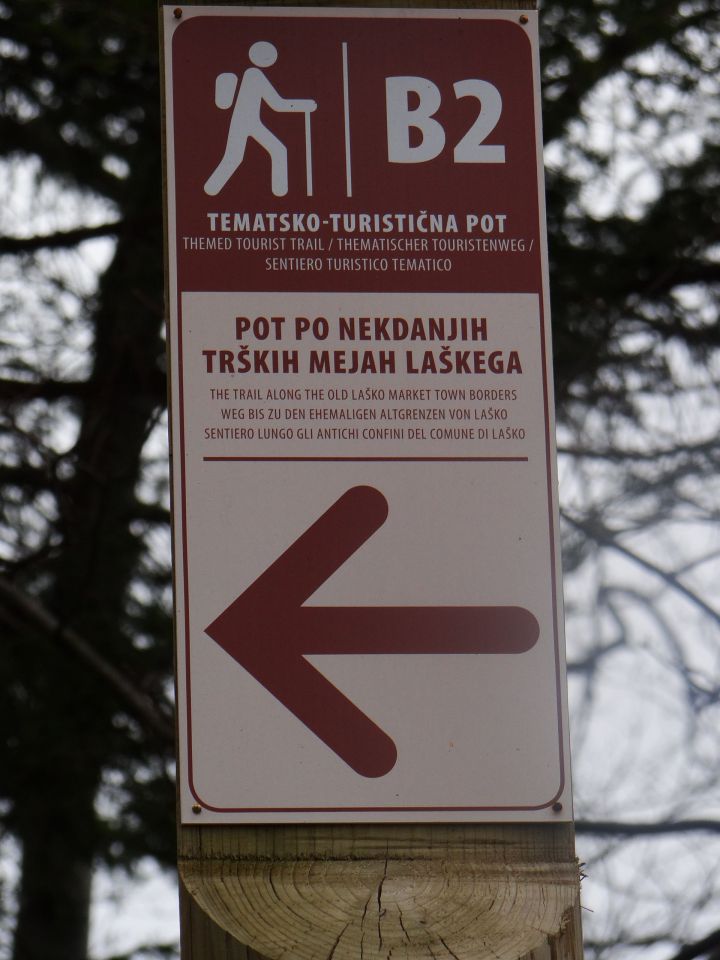 B2
TEMATSKO-TURISTIČNA POT
THEMED TOURIST TRAIL / THEMATISCHER TOURISTENWEG /
SENTIERO TURISTICO TEMATICO
POT PO NEKDANJIH
TRŠKIH MEJAH LAŠKEGA
THE TRAIL ALONG THE OLD LAŠKO MARKET TOWN BORDERS
WEG BIS ZU DEN EHEMALIGEN ALTGRENZEN VON LAŠKO
SENTIERO LUNGO GLI ANTICHI CONFINI DEL COMUNE DI LAŠKO